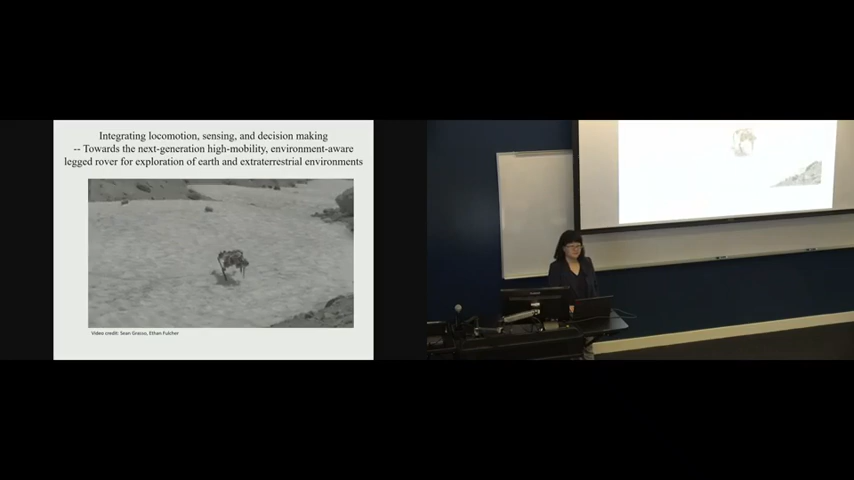 Integrating locomotion, sensing, and decision making
-- Towards the next-generation high-mobility, environment-aware
legged rover for exploration of earth and extraterrestrial environments
Video credit: Sean Grasso, Ethan Fulcher